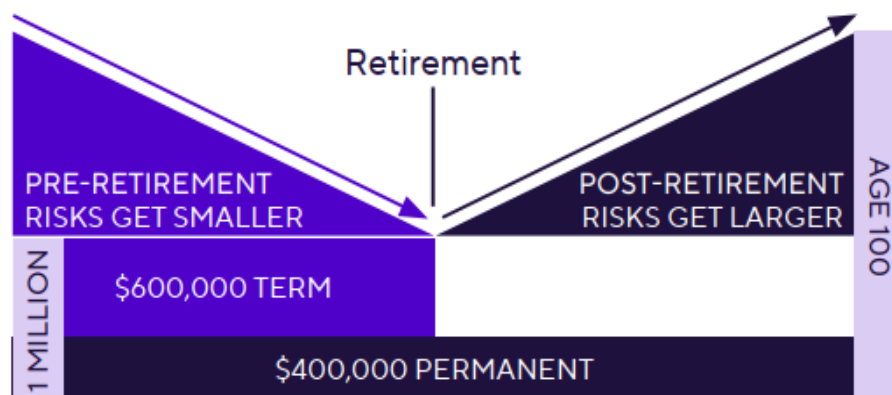 Retirement
PRE-RETIREMENT
RISKS GET SMALLER
POST-RETIREMENT
RISKS GET LARGER
AGE 100
$600,000 TERM
1 MILLION
$400,000 PERMANENT